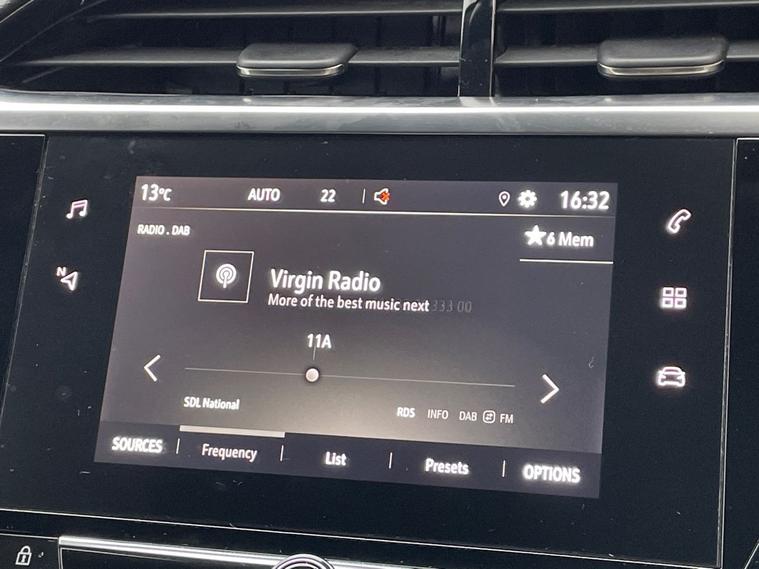 13°C AUTO 22 16:32
RADIO . DAB
6 Mem
Virgin Radio
More of the best music next
11A
SDL National
RDS INFO DAB FM
SOURCES Frequency List Presets OPTIONS
N